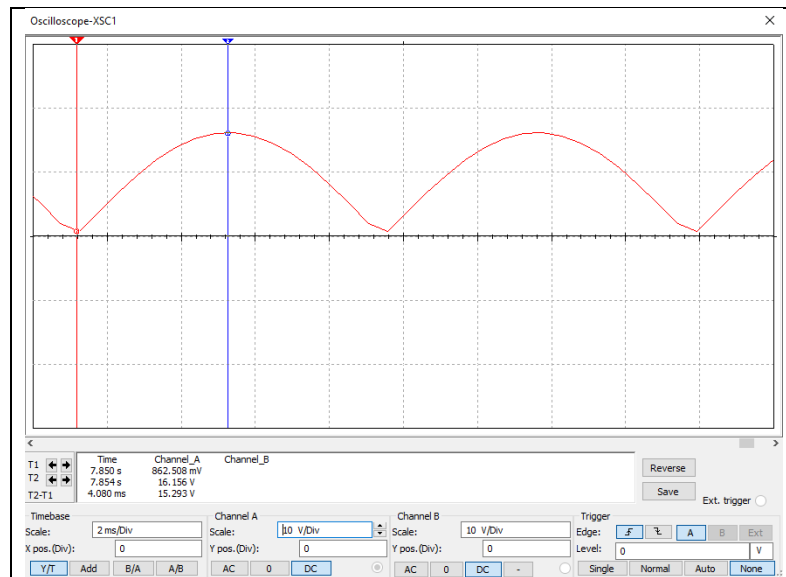 Oscilloscope-XSC1
1
1
Time Channel_A Channel_B
T1 7.850 s 862.508 mV
T2 7.854 s 16.156 V
T2-T1 4.080 ms 15.293 V
Reverse
Save
Ext. trigger
Timebase
Scale: 2 ms/Div
X pos.(Div): 0
Y/T Add B/A A/B
Channel A
Scale: 10 V/Div
Y pos.(Div): 0
AC 0 DC
Channel B
Scale: 10 V/Div
Y pos.(Div): 0
AC 0 DC -
Trigger
Edge: A B Ext
Level: 0 V
Single Normal Auto None